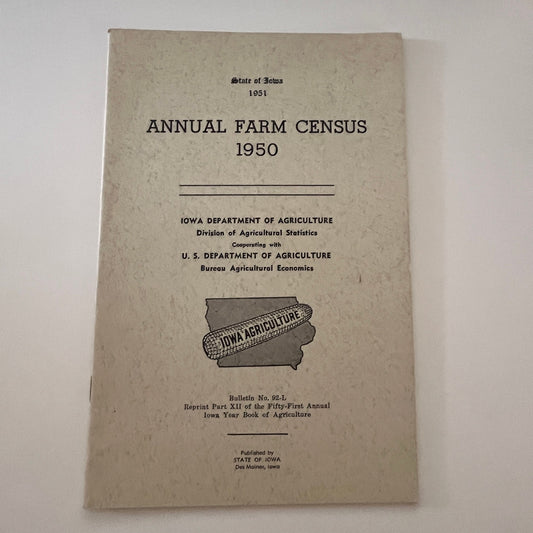 State of Iowa
1951
ANNUAL FARM CENSUS
1950
IOWA DEPARTMENT OF AGRICULTURE
Division of Agricultural Statistics
Cooperating with
U. S. DEPARTMENT OF AGRICULTURE
Bureau Agricultural Economics
IOWA AGRICULTURE
Bulletin No. 92-L
Reprint Part XII of the Fifty-First Annual
Iowa Year Book of Agriculture
Published by
STATE OF IOWA
Des Moines, Iowa